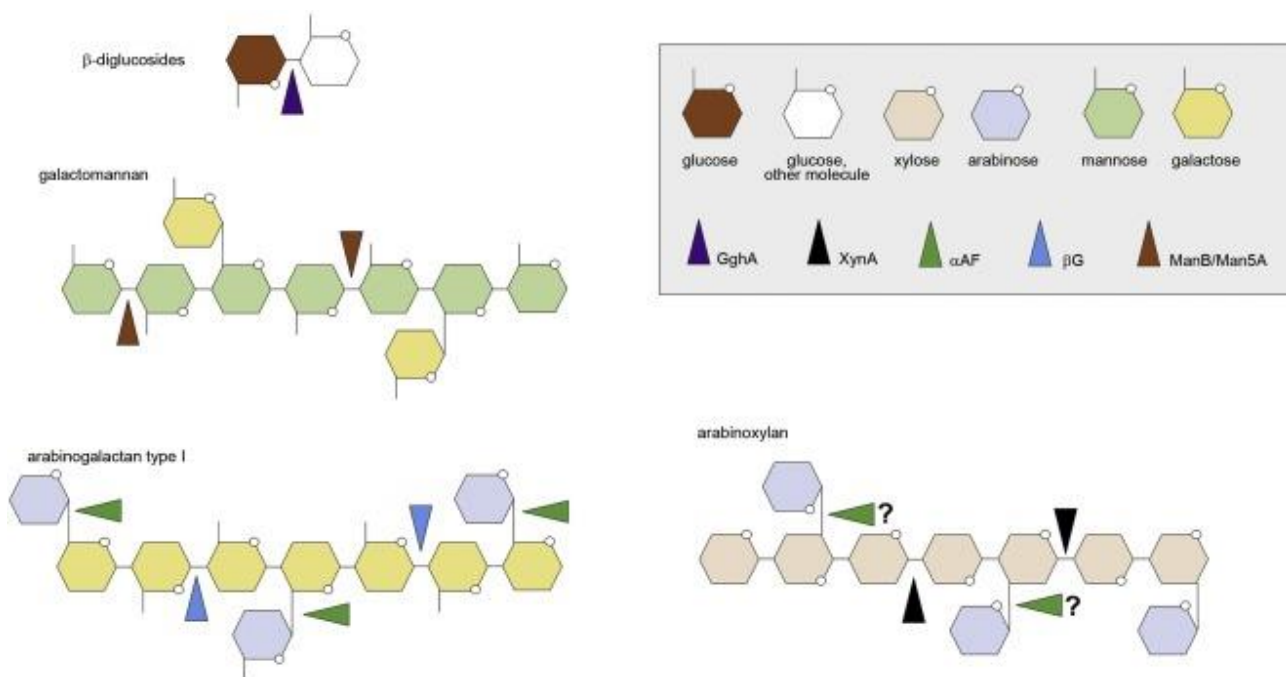 β-diglucosides
glucose
glucose,
other molecule
xylose
arabinose
mannose
galactose
galactomannan
GghA
XynA
αAF
βG
ManB/Man5A
arabinogalactan type I
arabinoxylan
?
?